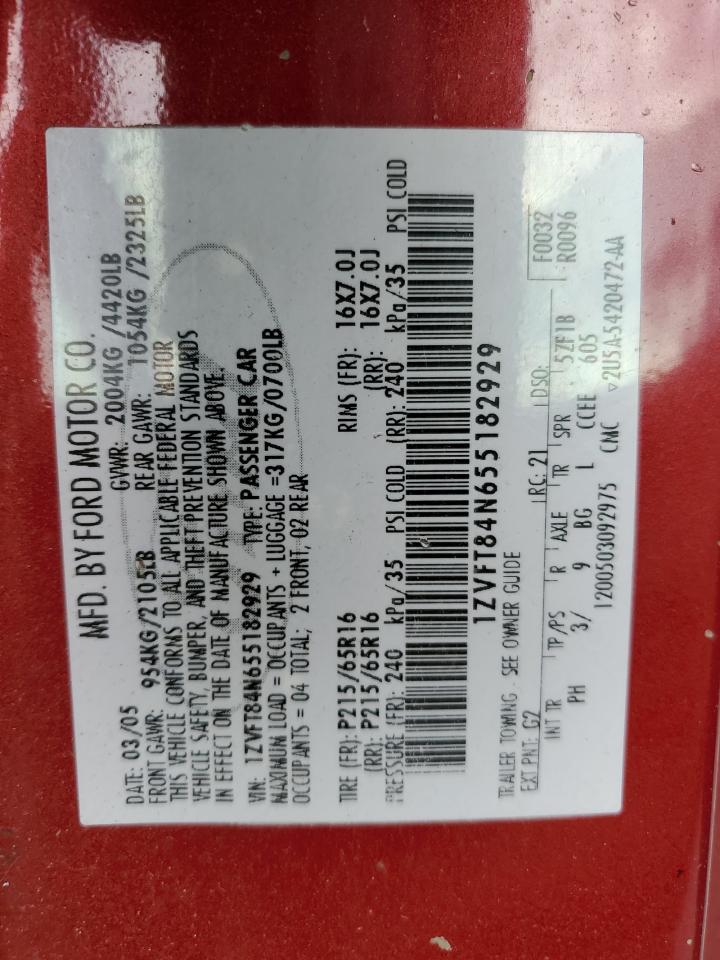 MFD. BY FORD MOTOR CO.
DATE: 03/05 GVWR: 2004KG /4420LB
FRONT GAWR: 954KG/2105LB REAR GAWR: 1054KG /2325LB
THIS VEHICLE CONFORMS TO ALL APPLICABLE FEDERAL MOTOR
VEHICLE SAFETY, BUMPER, AND THEFT PREVENTION STANDARDS
IN EFFECT ON THE DATE OF MANUFACTURE SHOWN ABOVE.
VIN: 1ZVFT84N655182929 TYPE: PASSENGER CAR
MAXIMUM LOAD = OCCUPANTS + LUGGAGE =317KG/0700LB
OCCUPANTS = 04 TOTAL; 2 FRONT, 02 REAR
TIRE (FR): P215/65R16 RIMS (FR): 16X7.0J
(RR): P215/65R16 (RR): 16X7.0J
PRESSURE (FR): 240 kPa/35 PSI COLD (RR): 240 kPa/35 PSI COLD
1ZVFT84N655182929
TRAILER TOWING - SEE OWNER GUIDE
EXT PNT: G2 RC: 21 DSO: F0032
INT TR TP/PS R AXLE TR SPR 5ZF1B R0096
PH 3/ 9 BG L CCEE 605
1200503092975 CMC ▽2U5A-5420472-AA